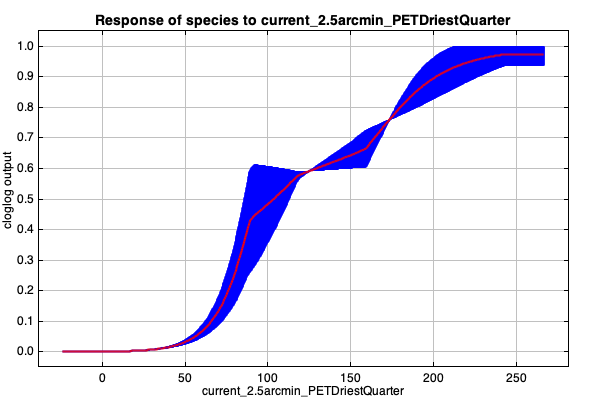 Response of species to current_2.5arcmin_PETDriestQuarter
1.0
0.9
0.8
0.7
0.6
0.5
0.4
0.3
0.2
0.1
0.0
cloglog output
0 50 100 150 200 250
current_2.5arcmin_PETDriestQuarter